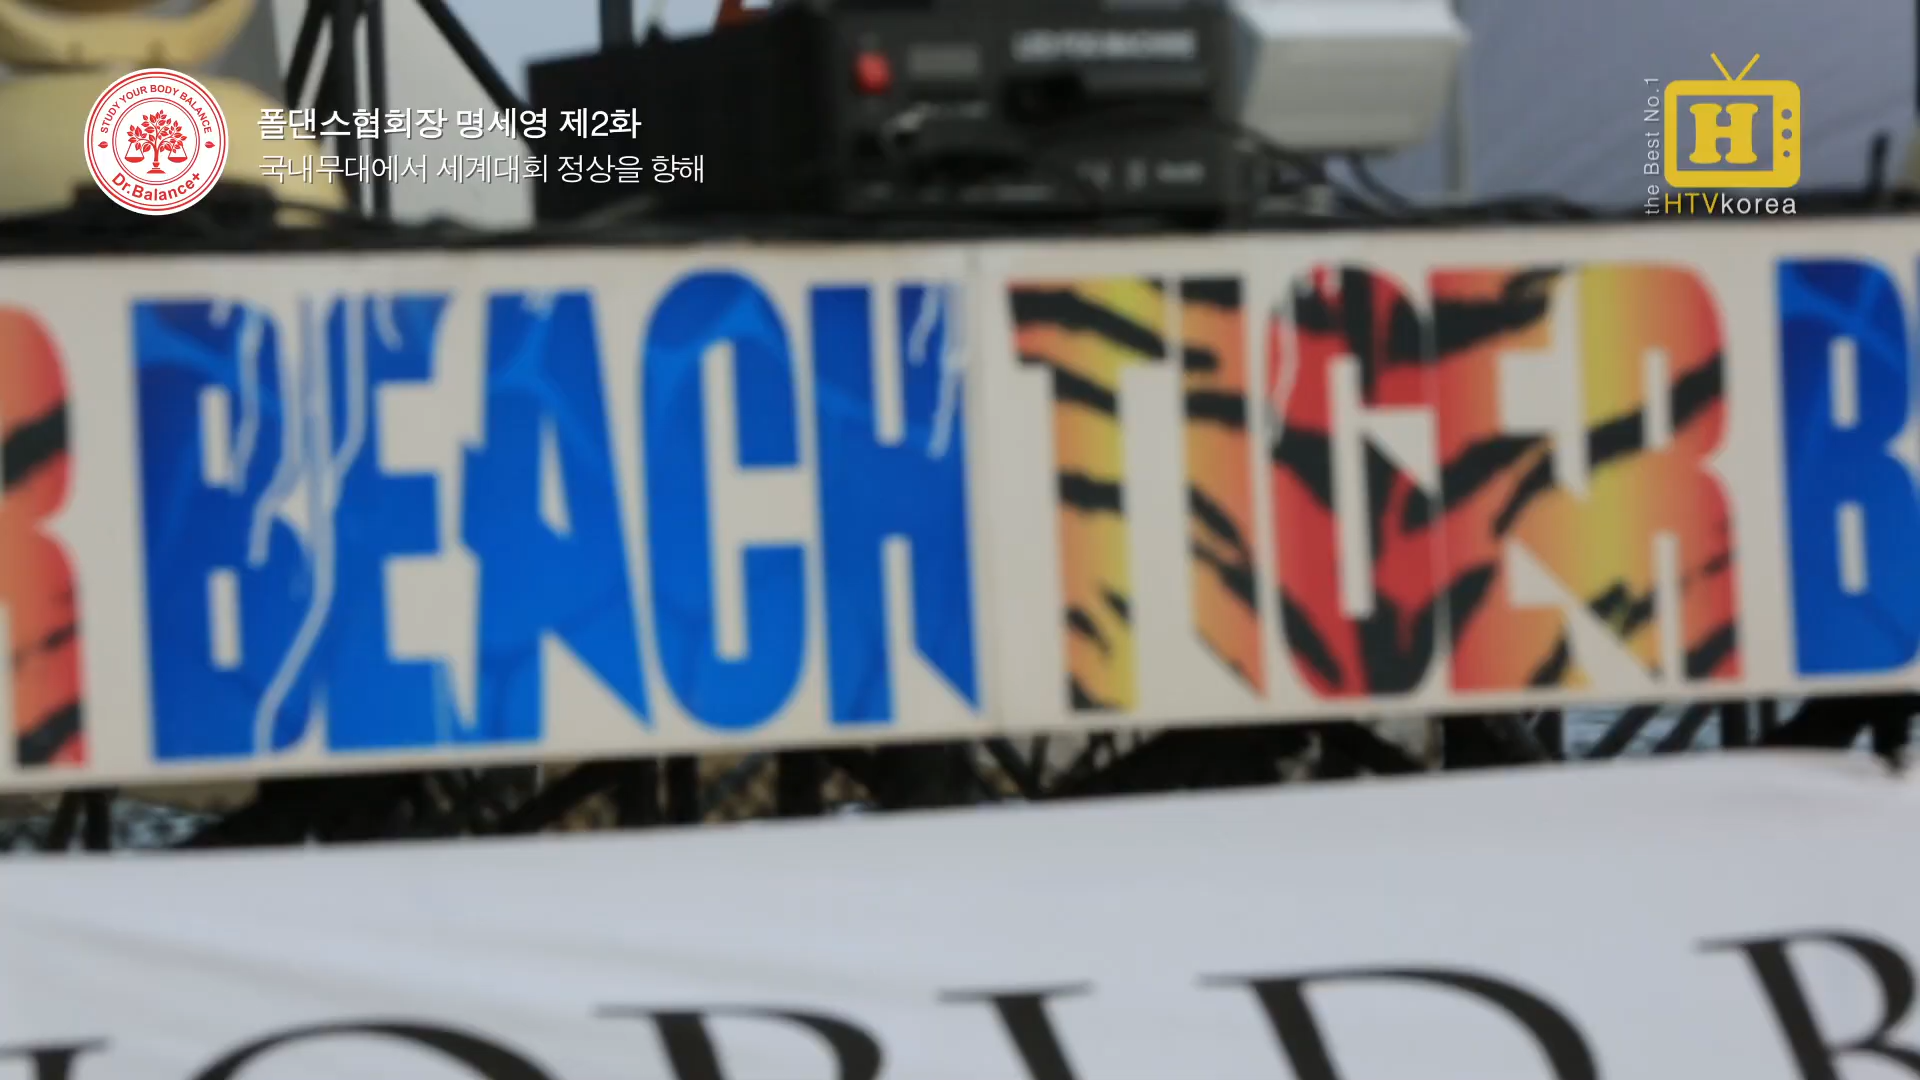 STUDY YOUR BODY BALANCE
Dr.Balance+
폴댄스협회장 명세영 제2화
국내무대에서 세계대회 정상을 향해
the Best No.1
H
HTVkorea
BEACH TIGER